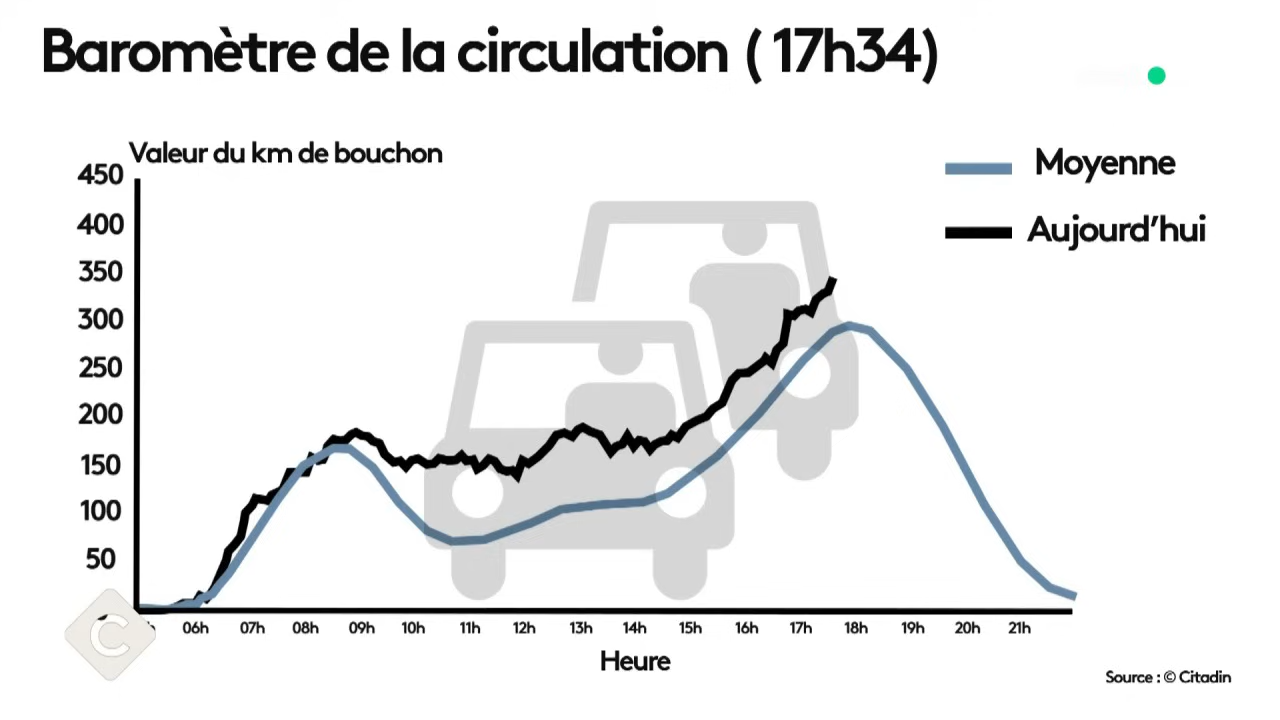 Baromètre de la circulation ( 17h34)
Valeur du km de bouchon
450
400
350
300
250
200
150
100
50
Moyenne
Aujourd'hui
06h 07h 08h 09h 10h 11h 12h 13h 14h 15h 16h 17h 18h 19h 20h 21h
Heure
C
Source : © Citadin